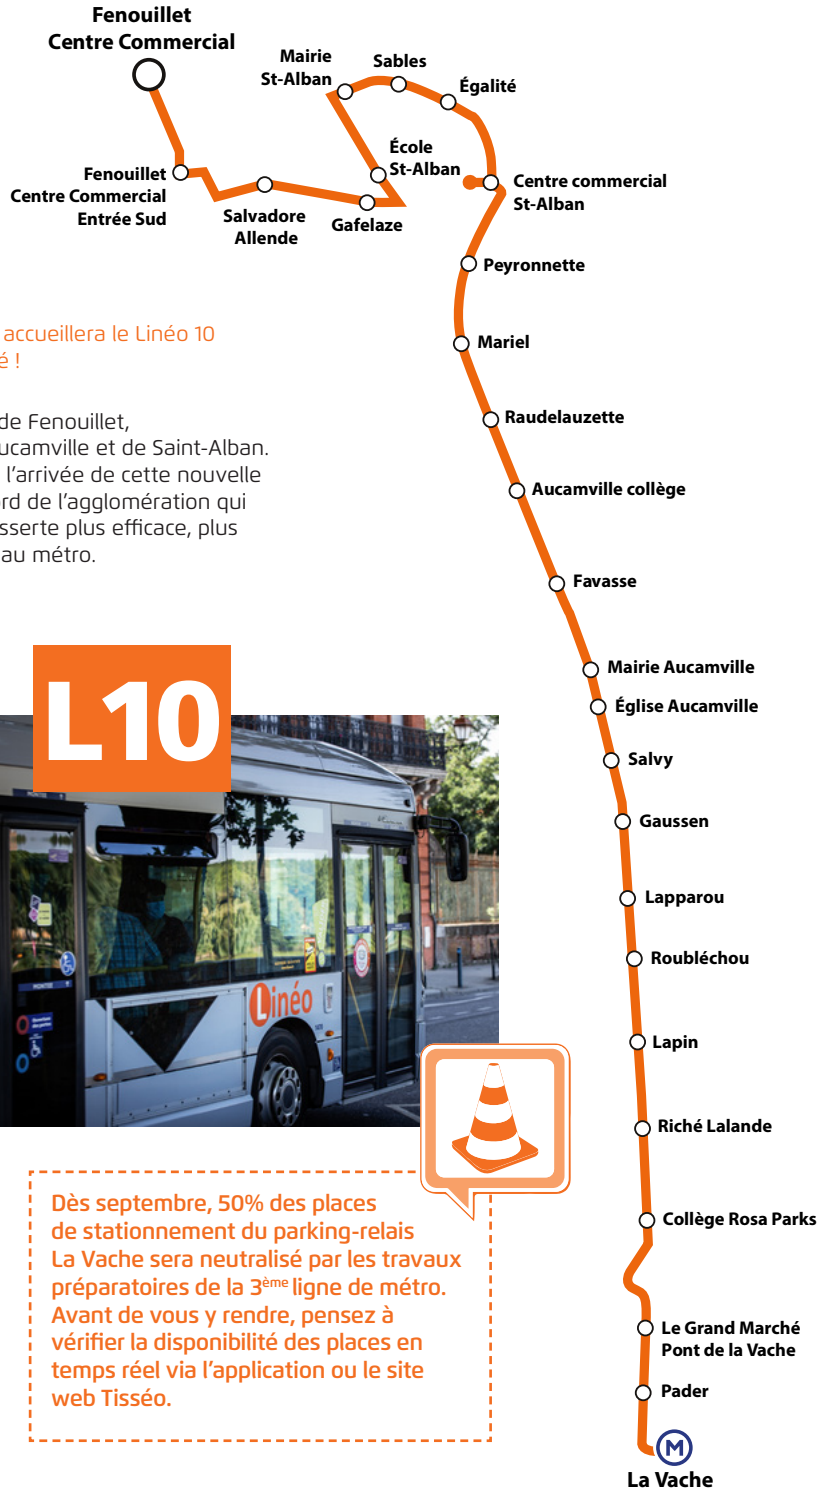 Fenouillet
Centre Commercial
Mairie
St-Alban
Sables
Égalité
École
St-Alban
Fenouillet
Centre Commercial
Entrée Sud
Salvadore
Allende
Gafelaze
Centre commercial
St-Alban
Peyronnette
Mariel
Raudelauzette
Aucamville collège
Favasse
Mairie Aucamville
Église Aucamville
Salvy
Gaussen
Lapparou
Roubléchou
Lapin
Riché Lalande
Collège Rosa Parks
Le Grand Marché
Pont de la Vache
Pader
M
La Vache
accueillera le Linéo 10
é !
de Fenouillet,
ucamville et de Saint-Alban.
l’arrivée de cette nouvelle
ord de l’agglomération qui
sserte plus efficace, plus
au métro.
L10
Linéo
Dès septembre, 50% des places
de stationnement du parking-relais
La Vache sera neutralisé par les travaux
préparatoires de la 3ème ligne de métro.
Avant de vous y rendre, pensez à
vérifier la disponibilité des places en
temps réel via l’application ou le site
web Tisséo.